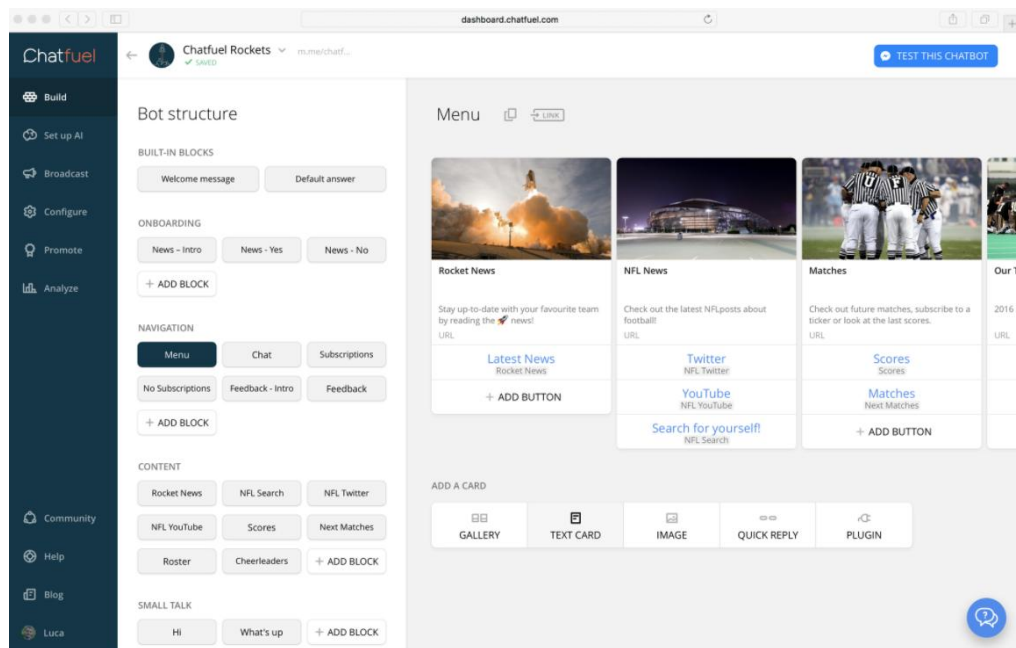 dashboard.chatfuel.com
Chatfuel
Chatfuel Rockets
m.me/chatf...
SAVED
TEST THIS CHATBOT
Build
Set up AI
Broadcast
Configure
Promote
Analyze
Community
Help
Blog
Luca
Bot structure
BUILT-IN BLOCKS
Welcome message
Default answer
ONBOARDING
News – Intro
News - Yes
News - No
+ ADD BLOCK
NAVIGATION
Menu
Chat
Subscriptions
No Subscriptions
Feedback - Intro
Feedback
+ ADD BLOCK
CONTENT
Rocket News
NFL Search
NFL Twitter
NFL YouTube
Scores
Next Matches
Roster
Cheerleaders
+ ADD BLOCK
SMALL TALK
Hi
What's up
+ ADD BLOCK
Menu
LINK
Rocket News
Stay up-to-date with your favourite team
by reading the 🚀 news!
URL
Latest News
Rocket News
+ ADD BUTTON
NFL News
Check out the latest NFLposts about
football!
URL
Twitter
NFL Twitter
YouTube
NFL YouTube
Search for yourself!
NFL Search
U F
Matches
Check out future matches, subscribe to a
ticker or look at the last scores.
URL
Scores
Scores
Matches
Next Matches
+ ADD BUTTON
Our
2016
URL
ADD A CARD
GALLERY
TEXT CARD
IMAGE
QUICK REPLY
PLUGIN